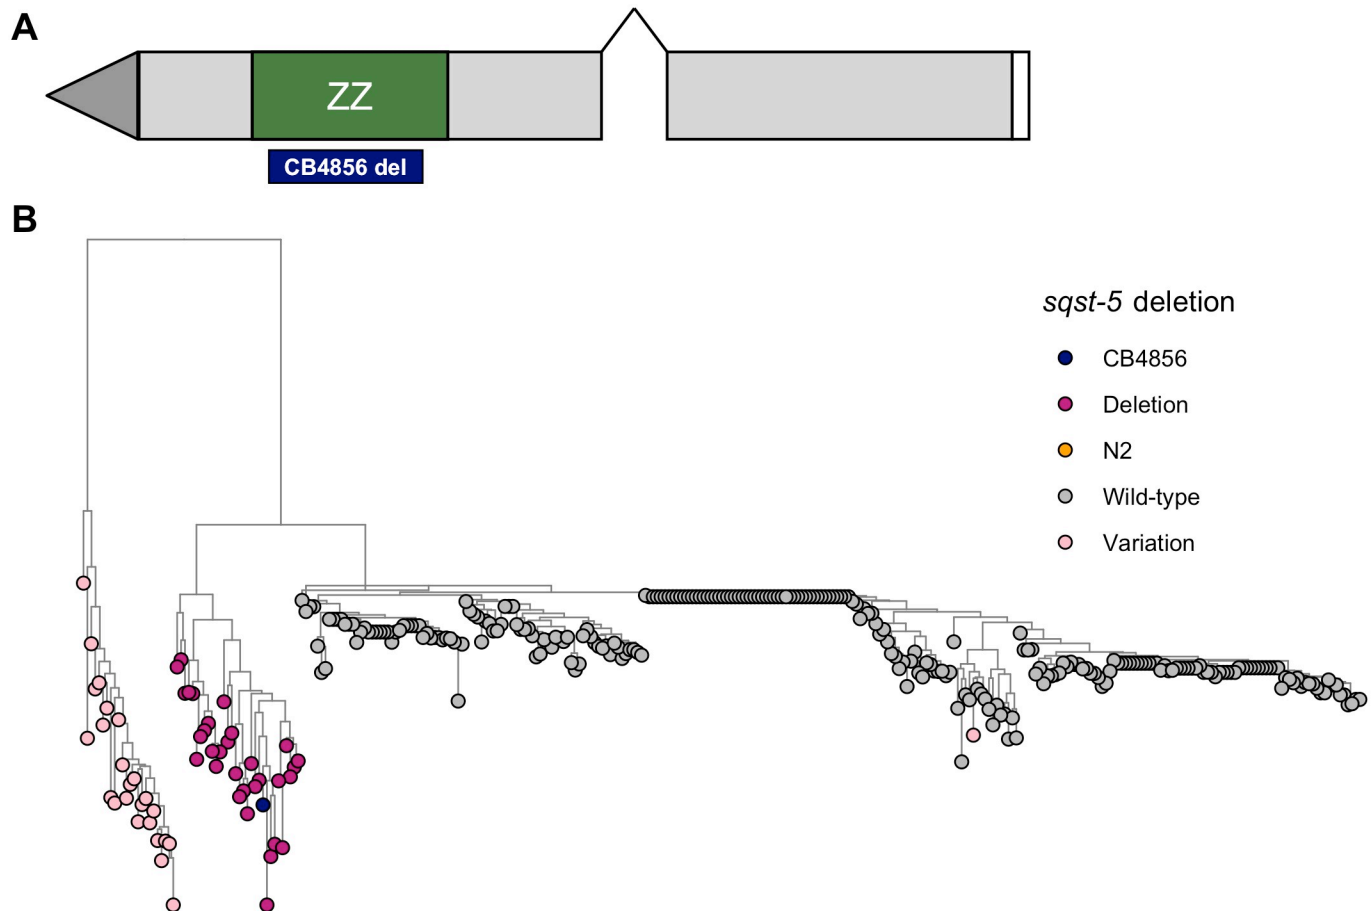 A
ZZ
CB4856 del
B
sqst-5 deletion
CB4856
Deletion
N2
Wild-type
Variation